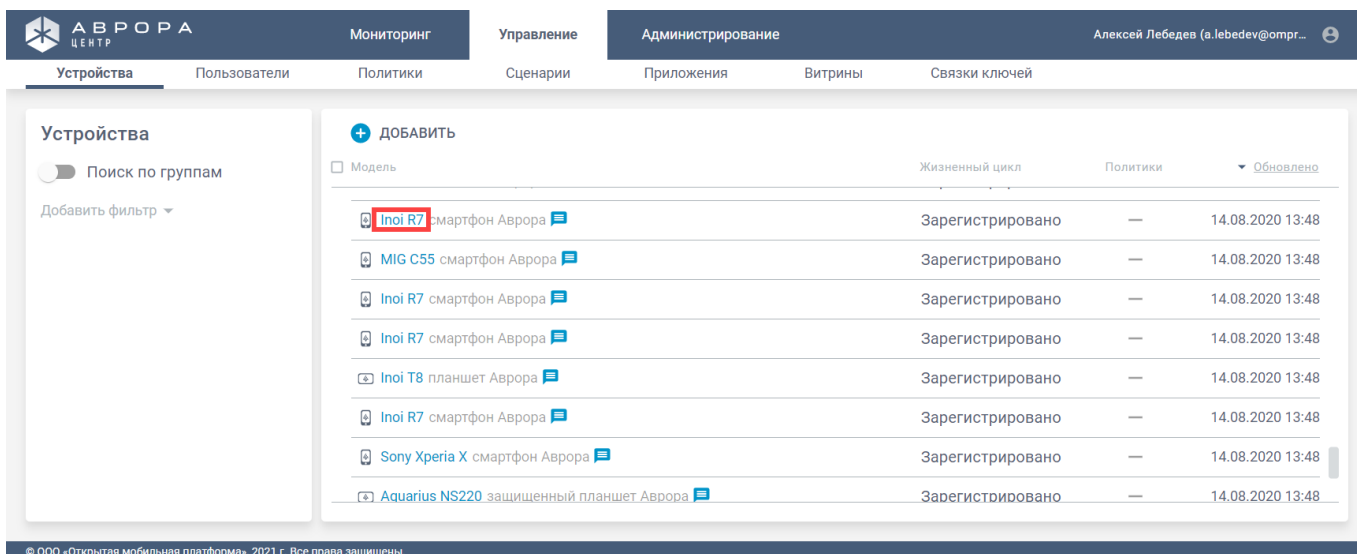 АВРОРА
ЦЕНТР
Мониторинг Управление Администрирование Алексей Лебедев (a.lebedev@ompr...
Устройства Пользователи Политики Сценарии Приложения Витрины Связки ключей
Устройства
Поиск по группам
Добавить фильтр
ДОБАВИТЬ
Модель Жизненный цикл Политики Обновлено
Inoi R7 смартфон Аврора Зарегистрировано — 14.08.2020 13:48
MIG C55 смартфон Аврора Зарегистрировано — 14.08.2020 13:48
Inoi R7 смартфон Аврора Зарегистрировано — 14.08.2020 13:48
Inoi R7 смартфон Аврора Зарегистрировано — 14.08.2020 13:48
Inoi T8 планшет Аврора Зарегистрировано — 14.08.2020 13:48
Inoi R7 смартфон Аврора Зарегистрировано — 14.08.2020 13:48
Sony Xperia X смартфон Аврора Зарегистрировано — 14.08.2020 13:48
Aquarius NS220 защищенный планшет Аврора Зарегистрировано — 14.08.2020 13:48
© ООО «Открытая мобильная платформа», 2021 г. Все права защищены